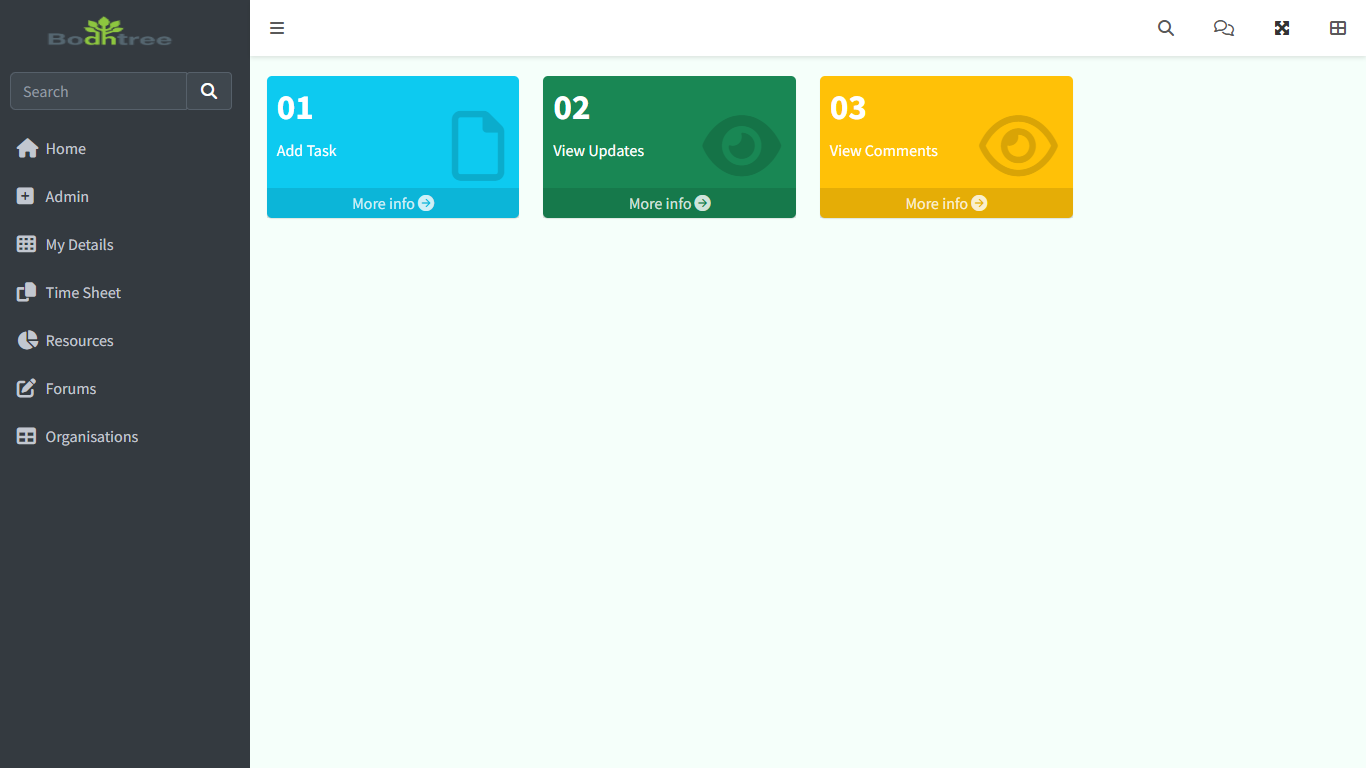 Bodhtree
Search
Home
Admin
My Details
Time Sheet
Resources
Forums
Organisations
01
Add Task
More info
02
View Updates
More info
03
View Comments
More info